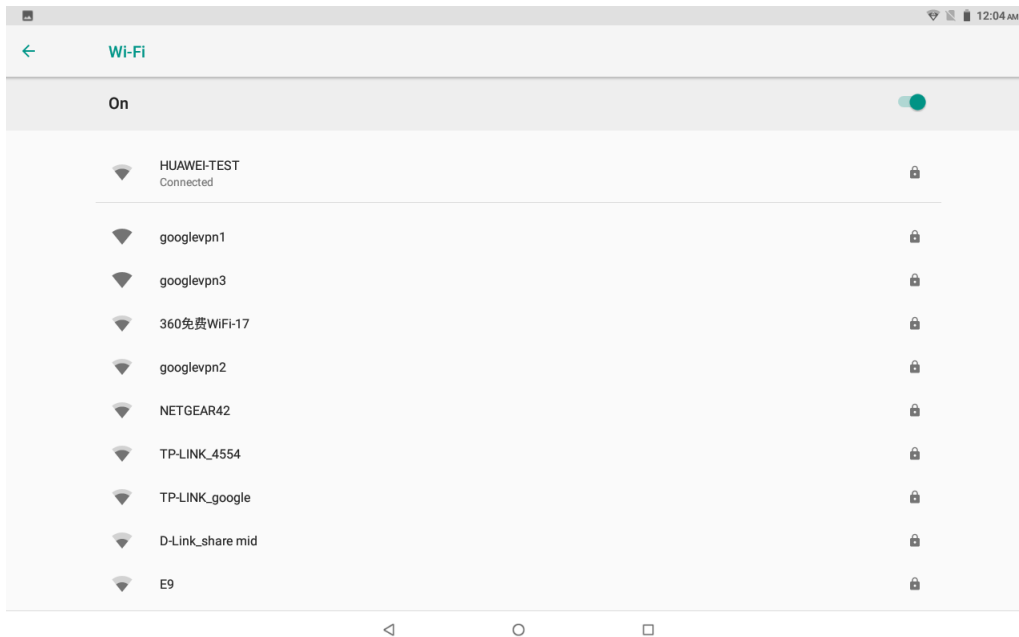 12:04 AM
Wi-Fi
On
HUAWEI-TEST
Connected
googlevpn1
googlevpn3
360免费WiFi-17
googlevpn2
NETGEAR42
TP-LINK_4554
TP-LINK_google
D-Link_share mid
E9